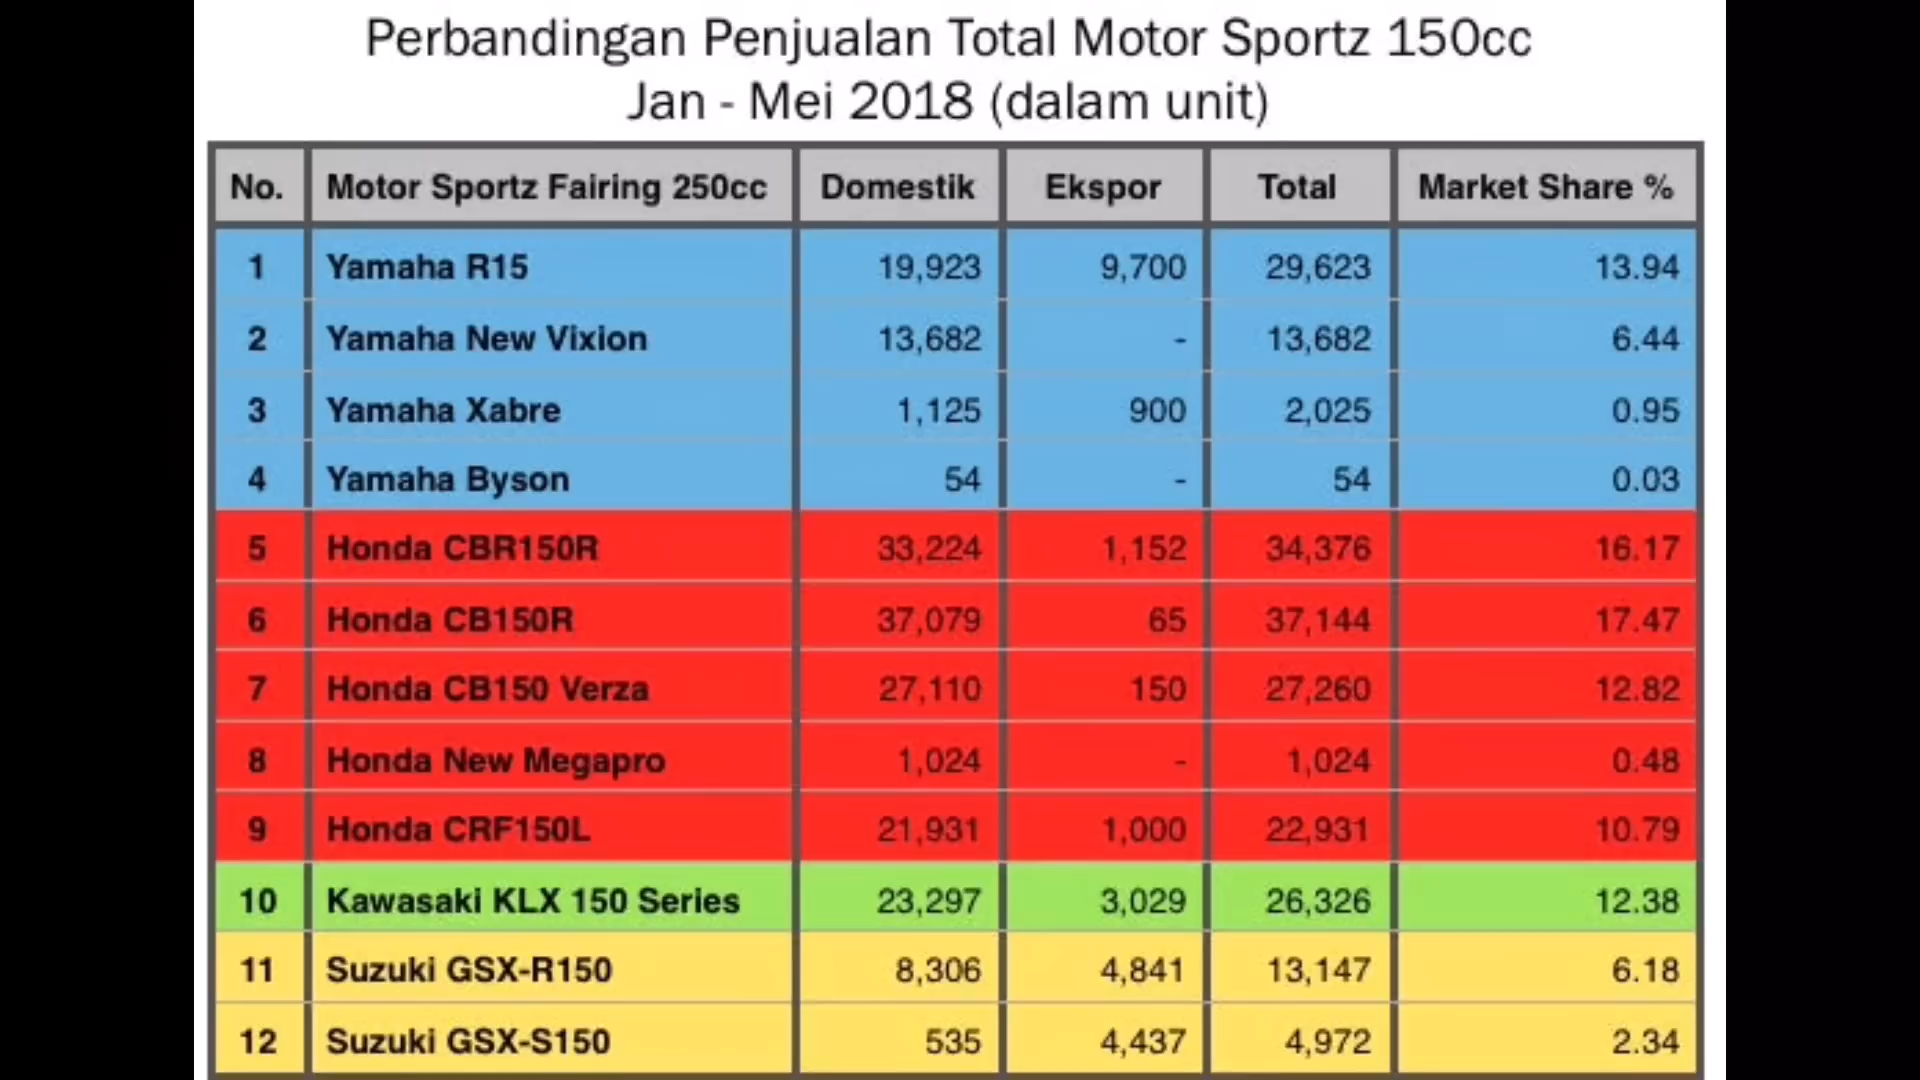 Perbandingan Penjualan Total Motor Sportz 150cc
Jan - Mei 2018 (dalam unit)
No. Motor Sportz Fairing 250cc Domestik Ekspor Total Market Share %
1 Yamaha R15 19,923 9,700 29,623 13.94
2 Yamaha New Vixion 13,682 - 13,682 6.44
3 Yamaha Xabre 1,125 900 2,025 0.95
4 Yamaha Byson 54 - 54 0.03
5 Honda CBR150R 33,224 1,152 34,376 16.17
6 Honda CB150R 37,079 65 37,144 17.47
7 Honda CB150 Verza 27,110 150 27,260 12.82
8 Honda New Megapro 1,024 - 1,024 0.48
9 Honda CRF150L 21,931 1,000 22,931 10.79
10 Kawasaki KLX 150 Series 23,297 3,029 26,326 12.38
11 Suzuki GSX-R150 8,306 4,841 13,147 6.18
12 Suzuki GSX-S150 535 4,437 4,972 2.34